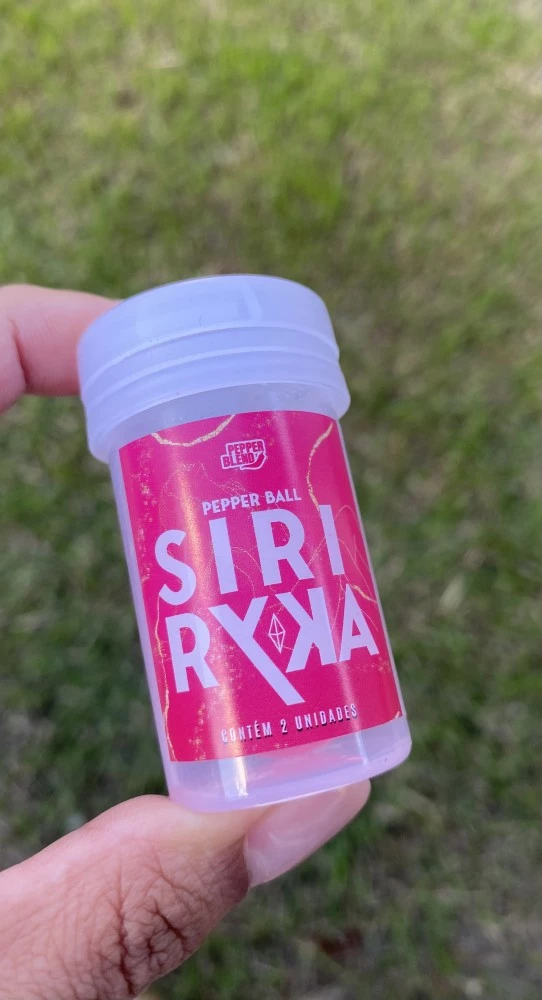 PEPPER
BLEND
PEPPER BALL
SIRI
RYKA
CONTÉM 2 UNIDADES